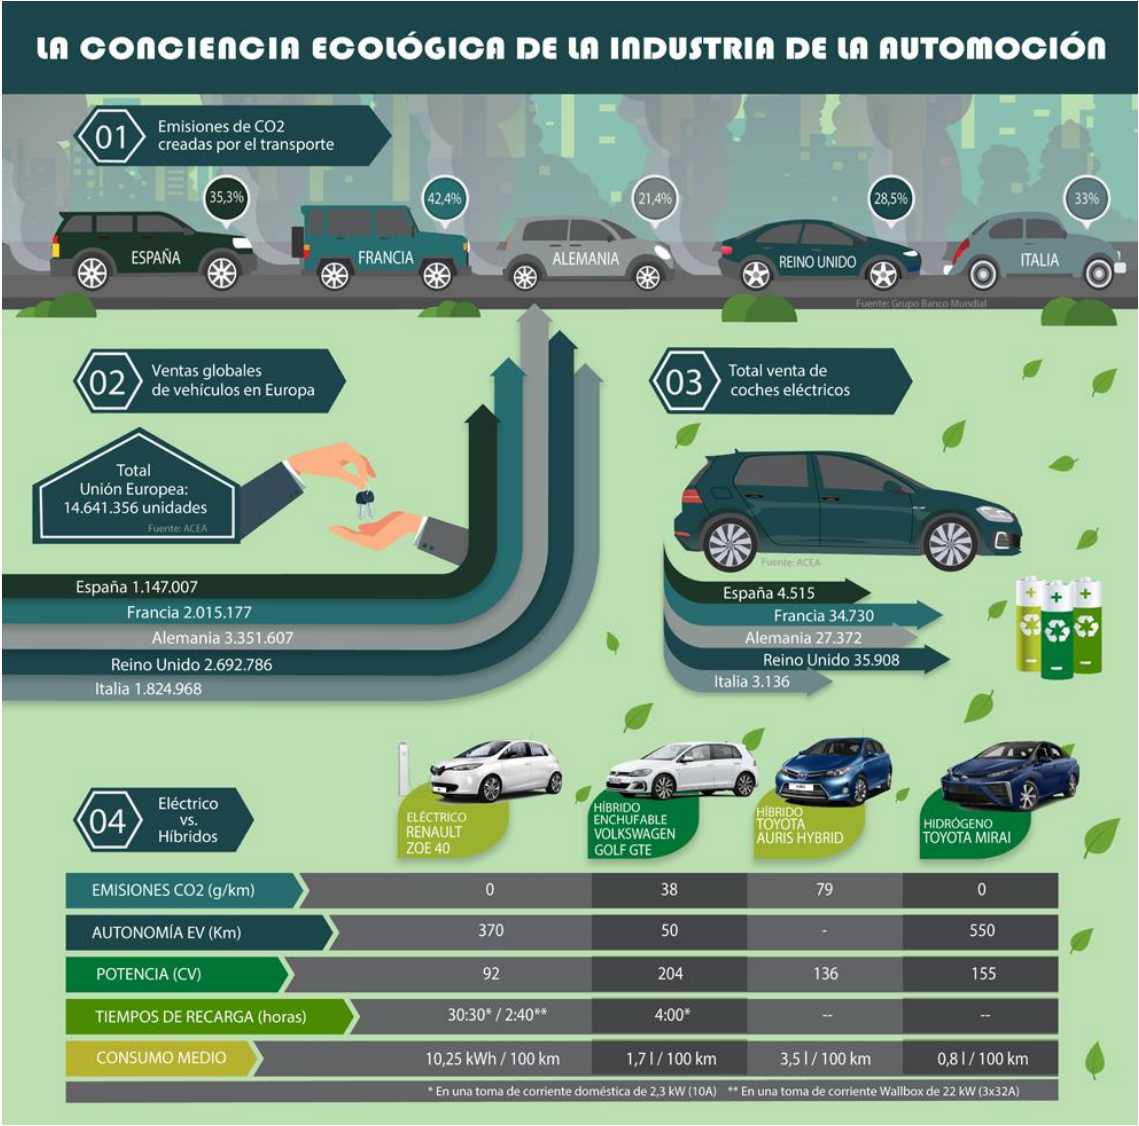 LA CONCIENCIA ECOLÓGICA DE LA INDUSTRIA DE LA AUTOMOCIÓN
01
Emisiones de CO2
creadas por el transporte
35,3%
42,4%
21,4%
28,5%
33%
ESPAÑA
FRANCIA
ALEMANIA
REINO UNIDO
ITALIA
Fuente: Grupo Banco Mundial
02
Ventas globales
de vehículos en Europa
Total
Unión Europea:
14.641.356 unidades
Fuente: ACEA
España 1.147.007
Francia 2.015.177
Alemania 3.351.607
Reino Unido 2.692.786
Italia 1.824.968
03
Total venta de
coches eléctricos
Fuente: ACEA
España 4.515
Francia 34.730
Alemania 27.372
Reino Unido 35.908
Italia 3.136
04
Eléctrico
vs.
Híbridos
ELÉCTRICO
RENAULT
ZOE 40
HÍBRIDO
ENCHUFABLE
VOLKSWAGEN
GOLF GTE
HÍBRIDO
TOYOTA
AURIS HYBRID
HIDRÓGENO
TOYOTA MIRAI
EMISIONES CO2 (g/km) 0 38 79 0
AUTONOMÍA EV (Km) 370 50 - 550
POTENCIA (CV) 92 204 136 155
TIEMPOS DE RECARGA (horas) 30:30* / 2:40** 4:00* -- --
CONSUMO MEDIO 10,25 kWh / 100 km 1,7 l / 100 km 3,5 l / 100 km 0,8 l / 100 km
* En una toma de corriente doméstica de 2,3 kW (10A) ** En una toma de corriente Wallbox de 22 kW (3x32A)